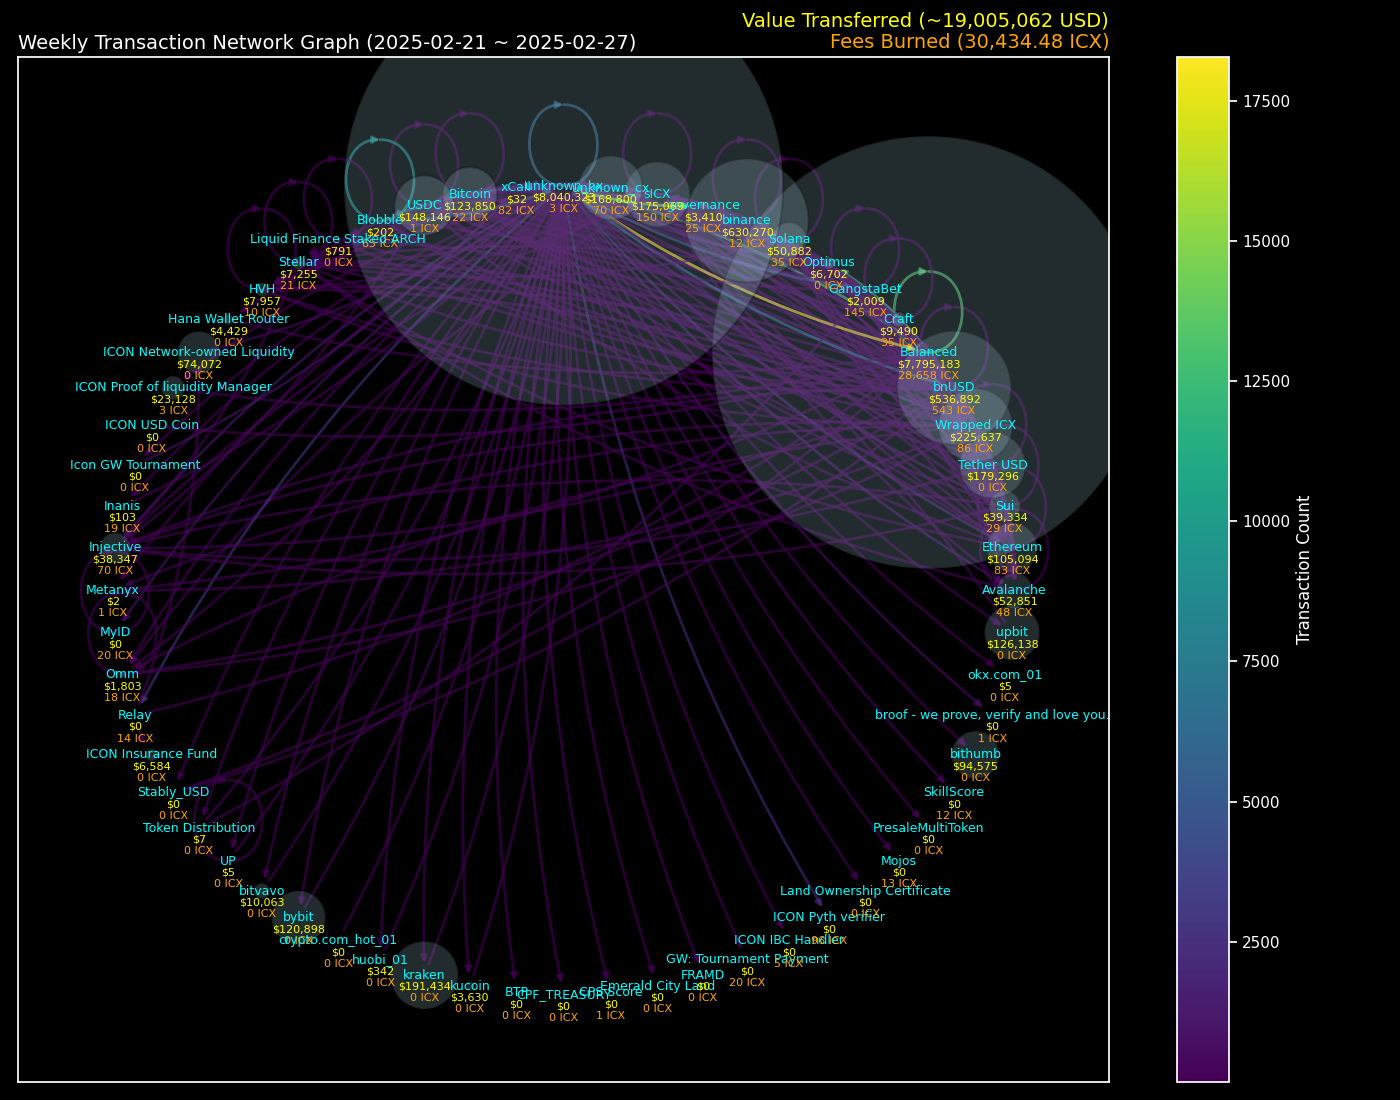 Value Transferred (~19,005,062 USD)
Weekly Transaction Network Graph (2025-02-21 ~ 2025-02-27)
Fees Burned (30,434.48 ICX)
unknown_hx
3 ICX
xCall
$32
82 ICX
unknown_cx
$168,800
70 ICX
Bitcoin
$123,850
22 ICX
sICX
$175,069
150 ICX
USDC
$148,146
1 ICX
$3,410
25 ICX
Blobble
$202
binance
$630,270
12 ICX
Liquid Finance Staked ARCH
$791
0 ICX
Solana
$50,882
35 ICX
Stellar
$7,255
21 ICX
Optimus
$6,702
0 ICX
HVH
$7,957
10 ICX
GangstaBet
$2,009
145 ICX
Hana Wallet Router
$4,429
0 ICX
Craft
$9,490
35 ICX
ICON Network-owned Liquidity
$74,072
0 ICX
Balanced
$7,795,183
28,658 ICX
ICON Proof of liquidity Manager
$23,128
3 ICX
bnUSD
$536,892
543 ICX
ICON USD Coin
$0
0 ICX
Wrapped ICX
$225,637
86 ICX
Icon GW Tournament
$0
0 ICX
Tether USD
$179,296
0 ICX
Inanis
$103
19 ICX
Sui
$39,334
29 ICX
Injective
$38,347
70 ICX
Ethereum
$105,094
83 ICX
Metanyx
$2
1 ICX
Avalanche
$52,851
48 ICX
MyID
$0
20 ICX
upbit
$126,138
0 ICX
Omm
$1,803
18 ICX
okx.com_01
$5
0 ICX
Relay
$0
14 ICX
broof - we prove, verify and love you.
$0
1 ICX
ICON Insurance Fund
$6,584
0 ICX
bithumb
$94,575
0 ICX
Stably_USD
$0
0 ICX
SkillScore
$0
12 ICX
Token Distribution
$7
0 ICX
PresaleMultiToken
$0
0 ICX
UP
$5
0 ICX
Mojos
$0
13 ICX
bitvavo
$10,063
0 ICX
Land Ownership Certificate
$0
0 ICX
bybit
$120,898
ICON Pyth verifier
$0
crypto.com_hot_01
$0
0 ICX
ICON IBC Handler
$0
5 ICX
huobi_01
$342
0 ICX
GW: Tournament Payment
$0
20 ICX
kraken
$191,434
0 ICX
FRAMD
$0
0 ICX
kucoin
$3,630
0 ICX
Emerald City Land
$0
0 ICX
BTP
$0
0 ICX
CPF_TREASURY
$0
0 ICX
CPS Score
$0
1 ICX
17500
15000
12500
10000
7500
5000
2500
Transaction Count